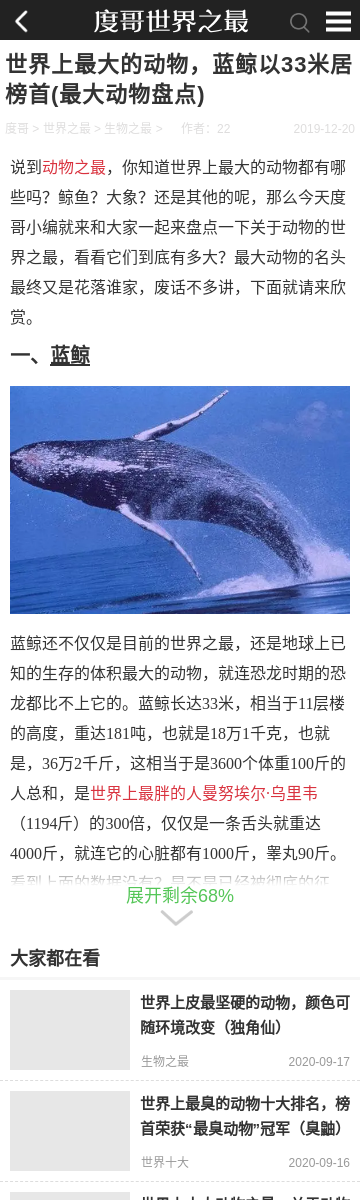 度哥世界之最
世界上最大的动物，蓝鲸以33米居
榜首(最大动物盘点)
度哥 > 世界之最 > 生物之最 > 作者：22 2019-12-20
说到动物之最，你知道世界上最大的动物都有哪
些吗？鲸鱼？大象？还是其他的呢，那么今天度
哥小编就来和大家一起来盘点一下关于动物的世
界之最，看看它们到底有多大？最大动物的名头
最终又是花落谁家，废话不多讲，下面就请来欣
赏。
一、蓝鲸
蓝鲸还不仅仅是目前的世界之最，还是地球上已
知的生存的体积最大的动物，就连恐龙时期的恐
龙都比不上它的。蓝鲸长达33米，相当于11层楼
的高度，重达181吨，也就是18万1千克，也就
是，36万2千斤，这相当于是3600个体重100斤的
人总和，是世界上最胖的人曼努埃尔·乌里韦
（1194斤）的300倍，仅仅是一条舌头就重达
4000斤，就连它的心脏都有1000斤，睾丸90斤。
看到上面的数据没有？是不是已经被彻底的征
展开剩余68%
大家都在看
世界上皮最坚硬的动物，颜色可
随环境改变（独角仙）
生物之最 2020-09-17
世界上最臭的动物十大排名，榜
首荣获“最臭动物”冠军（臭鼬）
世界十大 2020-09-16